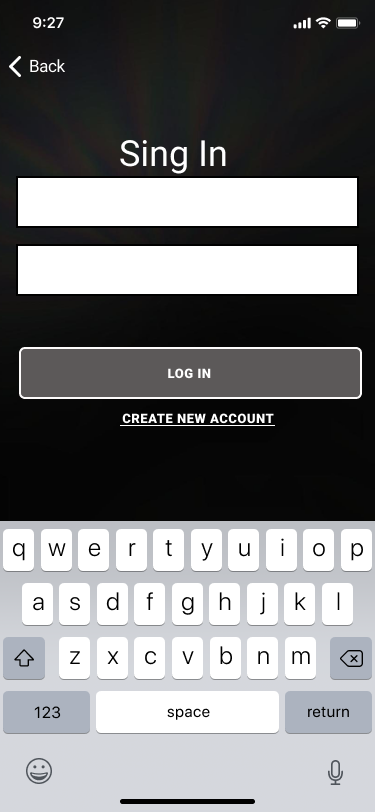 9:27
Back
Sing In
LOG IN
CREATE NEW ACCOUNT
q w e r t y u i o p
a s d f g h j k l
z x c v b n m
123 space return